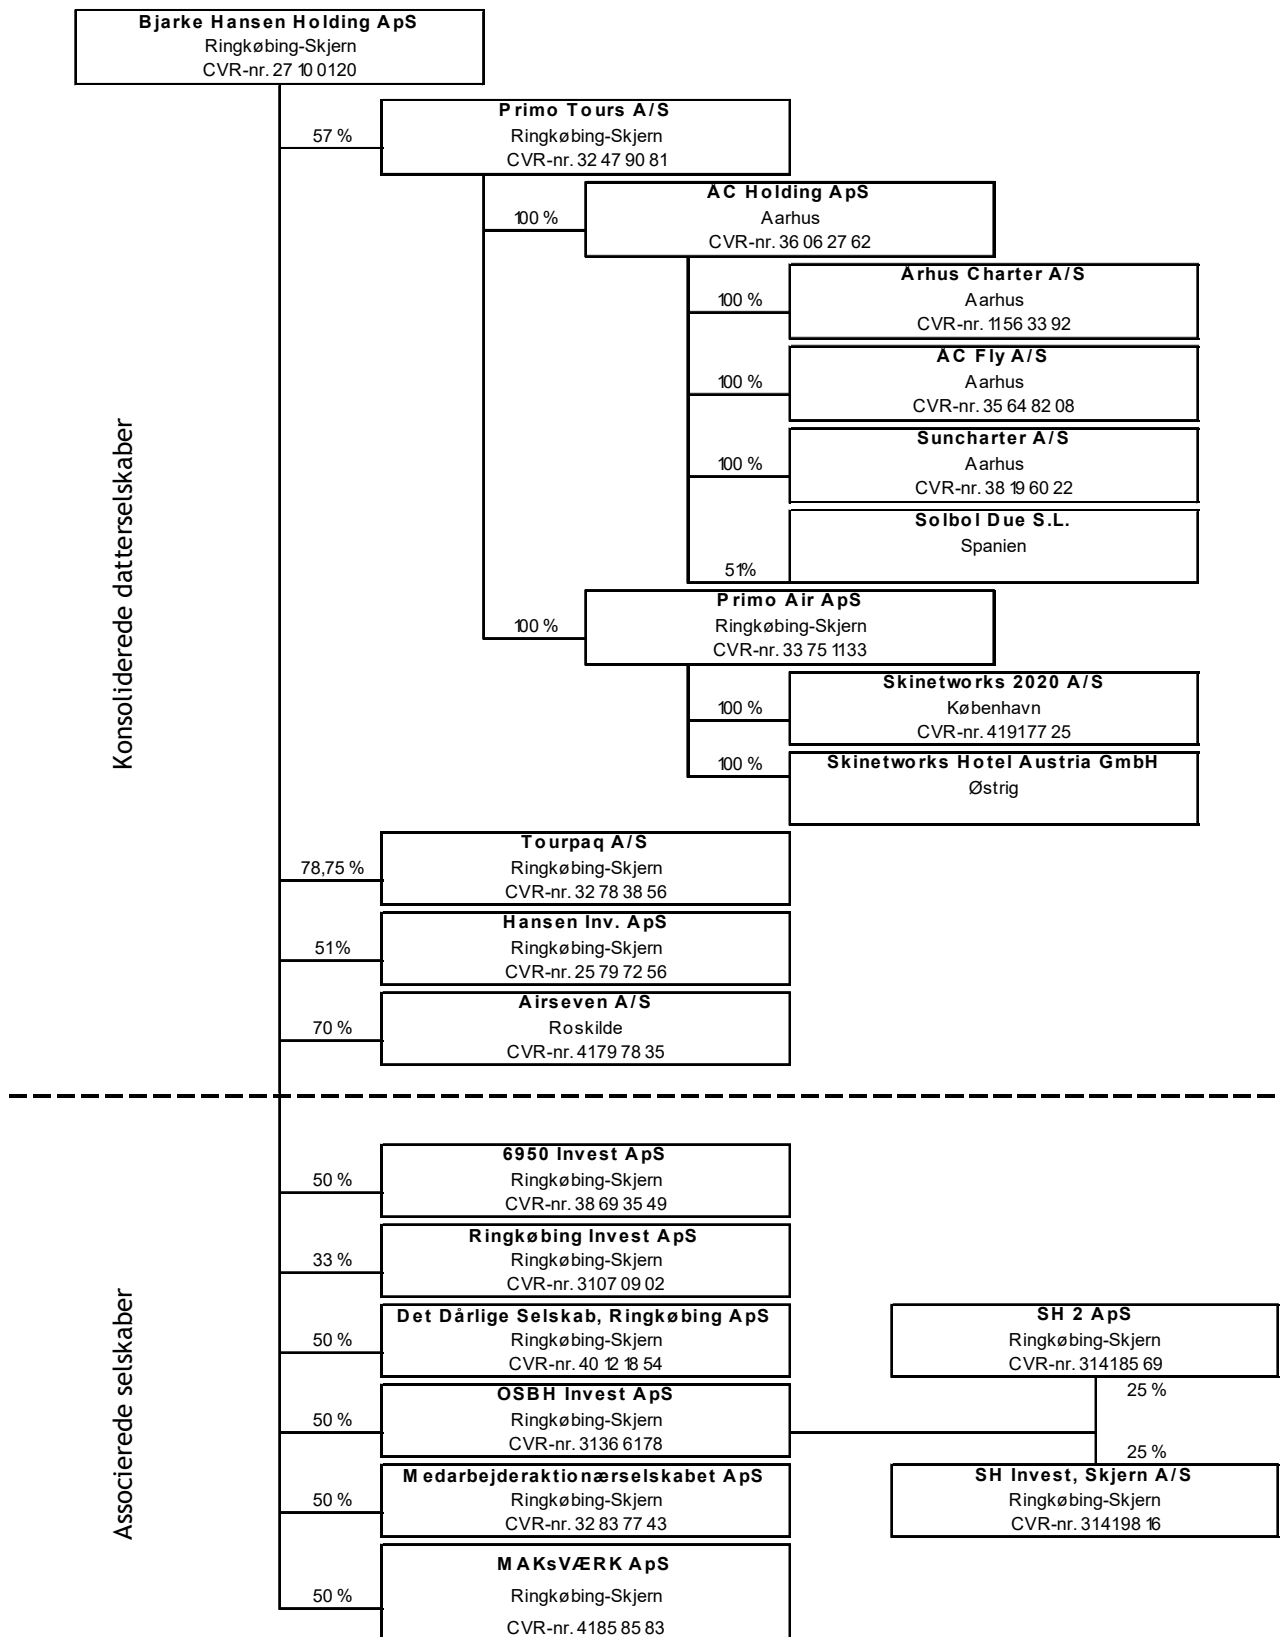 Bjarke Hansen Holding ApS
Ringkøbing-Skjern
CVR-nr. 27 10 0120
57 %
Primo Tours A/S
Ringkøbing-Skjern
CVR-nr. 32 47 90 81
100 %
ÅC Holding ApS
Aarhus
CVR-nr. 36 06 27 62
100 %
Århus Charter A/S
Aarhus
CVR-nr. 1156 33 92
100 %
ÅC Fly A/S
Aarhus
CVR-nr. 35 64 82 08
100 %
Suncharter A/S
Aarhus
CVR-nr. 38 19 60 22
51%
Solbol Due S.L.
Spanien
100 %
Primo Air ApS
Ringkøbing-Skjern
CVR-nr. 33 75 1133
100 %
Skinetworks 2020 A/S
København
CVR-nr. 419177 25
100 %
Skinetworks Hotel Austria GmbH
Østrig
Konsoliderede datterselskaber
78,75 %
Tourpaq A/S
Ringkøbing-Skjern
CVR-nr. 32 78 38 56
51%
Hansen Inv. ApS
Ringkøbing-Skjern
CVR-nr. 25 79 72 56
70 %
Airseven A/S
Roskilde
CVR-nr. 4179 78 35
50 %
6950 Invest ApS
Ringkøbing-Skjern
CVR-nr. 38 69 35 49
33 %
Ringkøbing Invest ApS
Ringkøbing-Skjern
CVR-nr. 3107 09 02
50 %
Det Dårlige Selskab, Ringkøbing ApS
Ringkøbing-Skjern
CVR-nr. 40 12 18 54
SH 2 ApS
Ringkøbing-Skjern
CVR-nr. 314185 69
25 %
50 %
OSBH Invest ApS
Ringkøbing-Skjern
CVR-nr. 3136 6178
25 %
SH Invest, Skjern A/S
Ringkøbing-Skjern
CVR-nr. 314198 16
50 %
Medarbejderaktionærselskabet ApS
Ringkøbing-Skjern
CVR-nr. 32 83 77 43
50 %
MAKsVÆRK ApS
Ringkøbing-Skjern
CVR-nr. 4185 85 83
Associerede selskaber